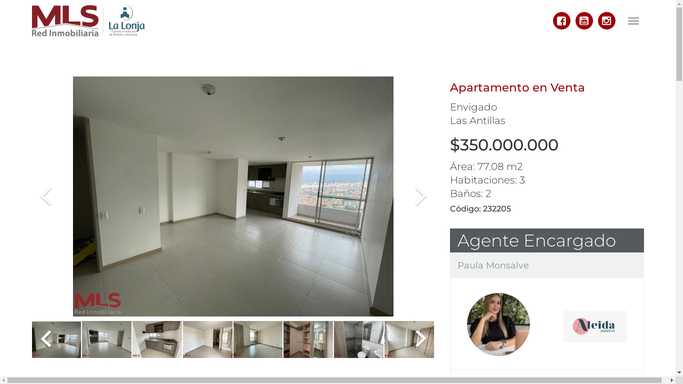 MLS
Red Inmobiliaria
La Lonja
Apartamento en Venta
Envigado
Las Antillas
$350.000.000
Área: 77.08 m2
Habitaciones: 3
Baños: 2
Código: 232205
Agente Encargado
Paula Monsalve
Aleida
MLS
Red Inmobiliaria